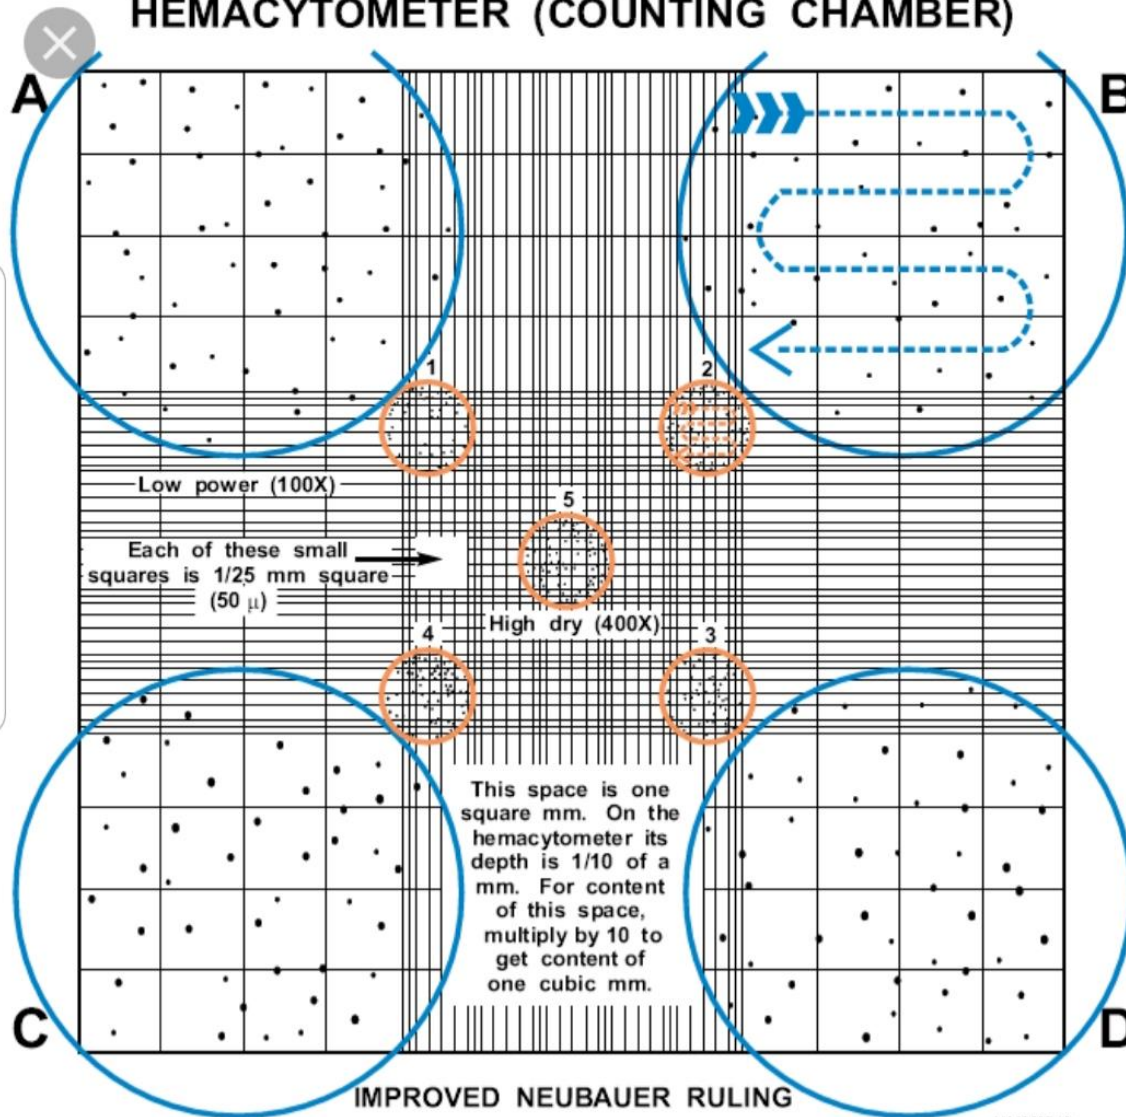 HEMACYTOMETER (COUNTING CHAMBER)
A
B
1
2
Low power (100X)
5
Each of these small
squares is 1/25 mm square
(50 μ)
High dry (400X)
4
3
This space is one
square mm. On the
hemacytometer its
depth is 1/10 of a
mm. For content
of this space,
multiply by 10 to
get content of
one cubic mm.
C
D
IMPROVED NEUBAUER RULING